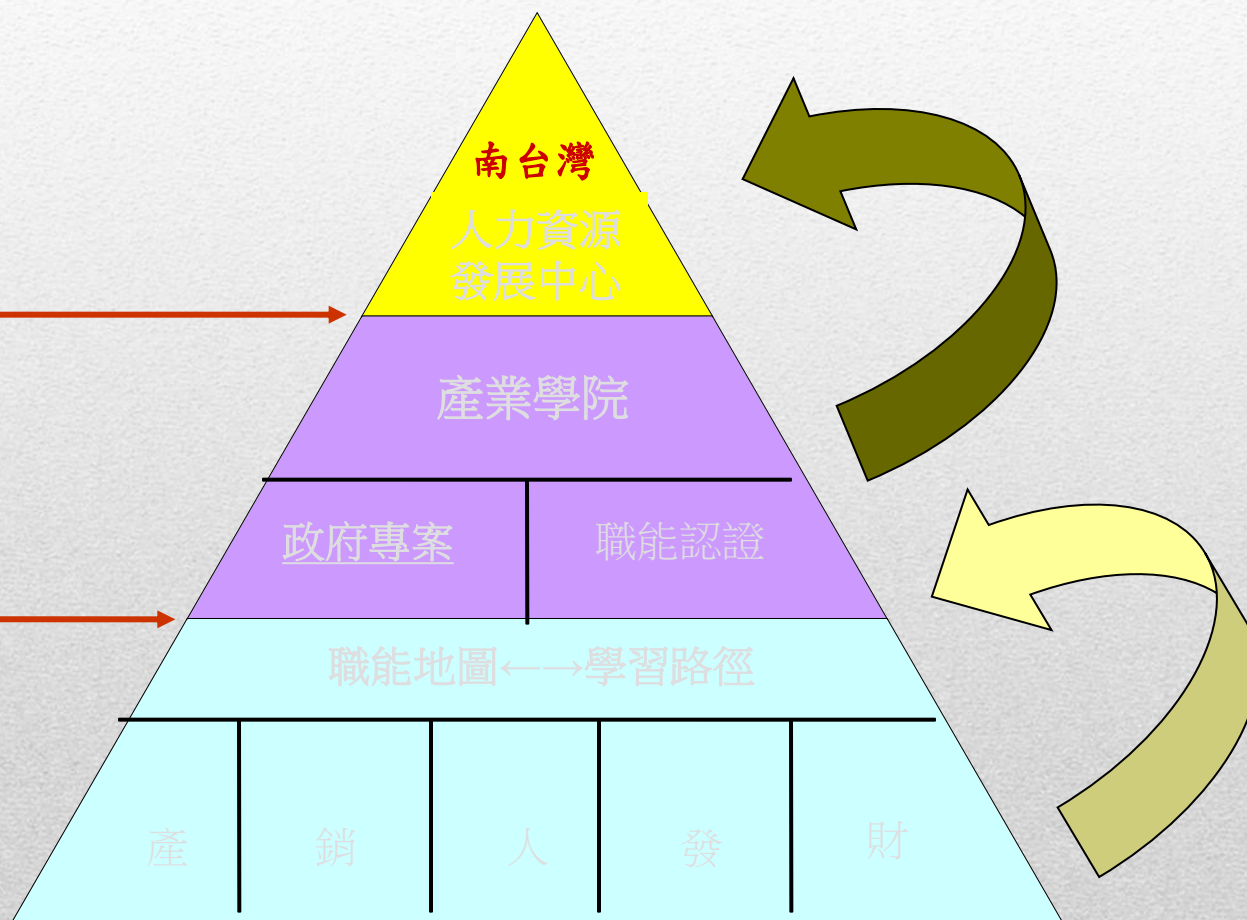 南台灣
人力資源
發展中心
產業學院
政府專案
職能認證
職能地圖←→學習路徑
產
銷
人
發
財